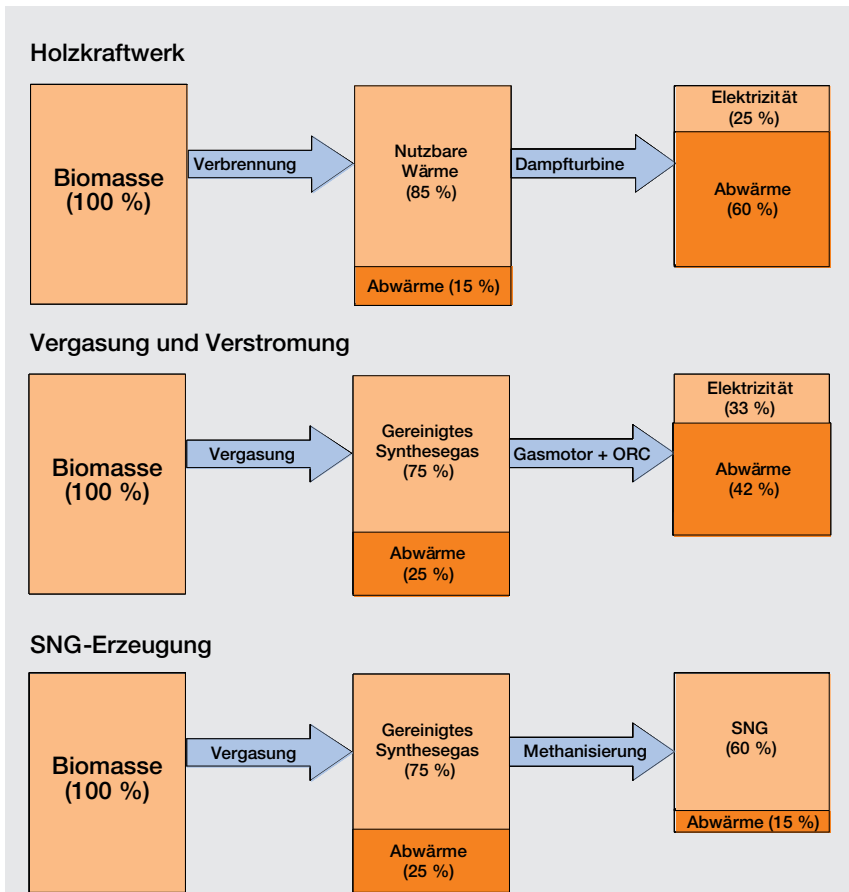 Holzkraftwerk
Biomasse
(100 %)
Verbrennung
Nutzbare
Wärme
(85 %)
Abwärme (15 %)
Dampfturbine
Elektrizität
(25 %)
Abwärme
(60 %)
Vergasung und Verstromung
Biomasse
(100 %)
Vergasung
Gereinigtes
Synthesegas
(75 %)
Abwärme
(25 %)
Gasmotor + ORC
Elektrizität
(33 %)
Abwärme
(42 %)
SNG-Erzeugung
Biomasse
(100 %)
Vergasung
Gereinigtes
Synthesegas
(75 %)
Abwärme
(25 %)
Methanisierung
SNG
(60 %)
Abwärme (15 %)